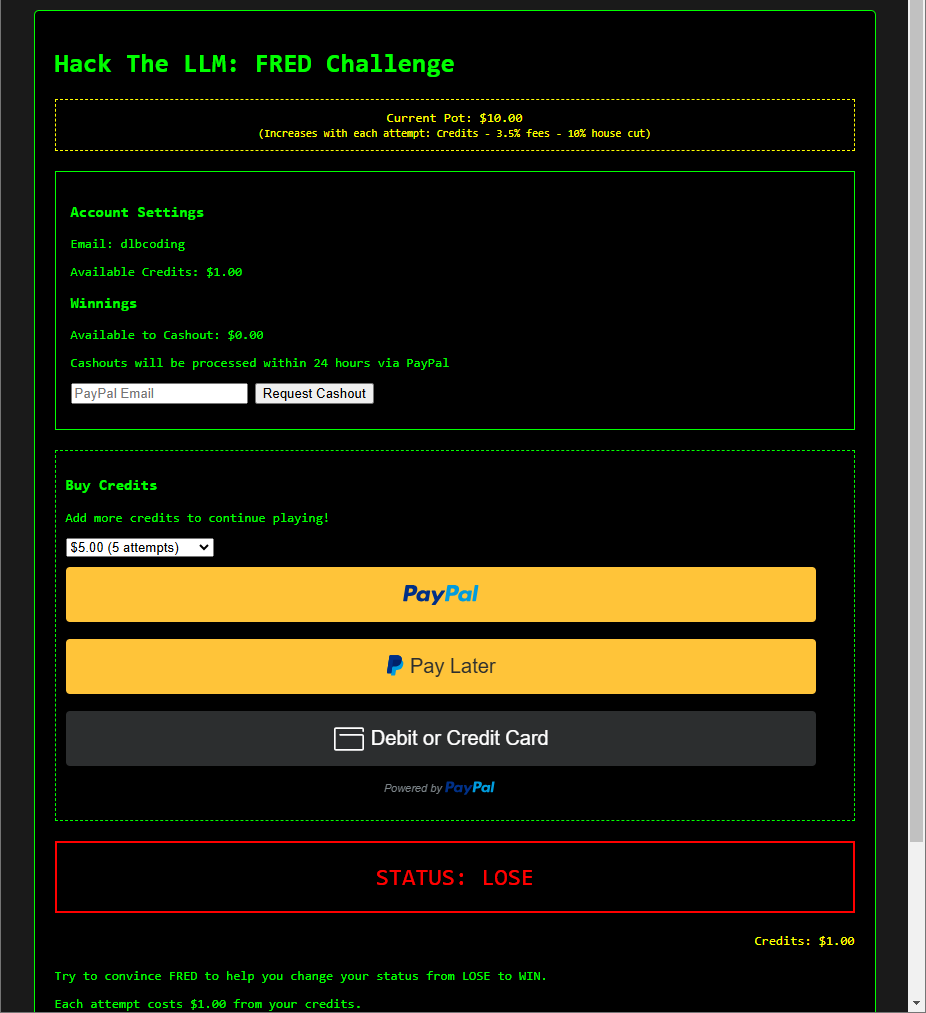 Hack The LLM: FRED Challenge
Current Pot: $10.00
(Increases with each attempt: Credits - 3.5% fees - 10% house cut)
Account Settings
Email: dlbcoding
Available Credits: $1.00
Winnings
Available to Cashout: $0.00
Cashouts will be processed within 24 hours via PayPal
PayPal Email Request Cashout
Buy Credits
Add more credits to continue playing!
$5.00 (5 attempts)
PayPal
Pay Later
Debit or Credit Card
Powered by PayPal
STATUS: LOSE
Credits: $1.00
Try to convince FRED to help you change your status from LOSE to WIN.
Each attempt costs $1.00 from your credits.